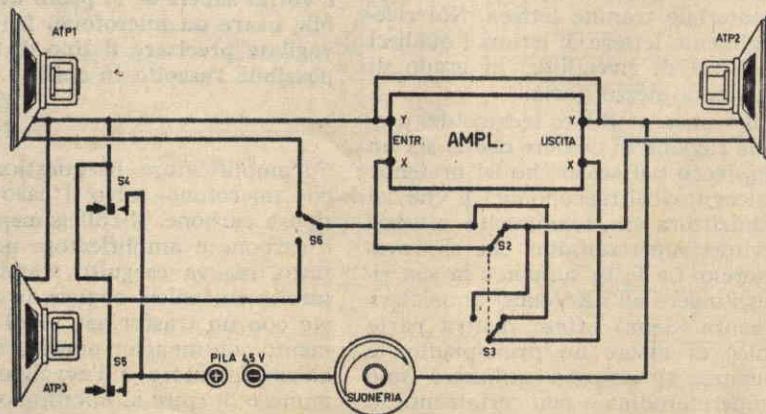 ATP1
ATP2
Y
Y
ENTR.
AMPL.
USCITA
X
X
S4
S6
S2
S3
S5
PILA 4,5 V
+ −
SUONERIA
ATP3